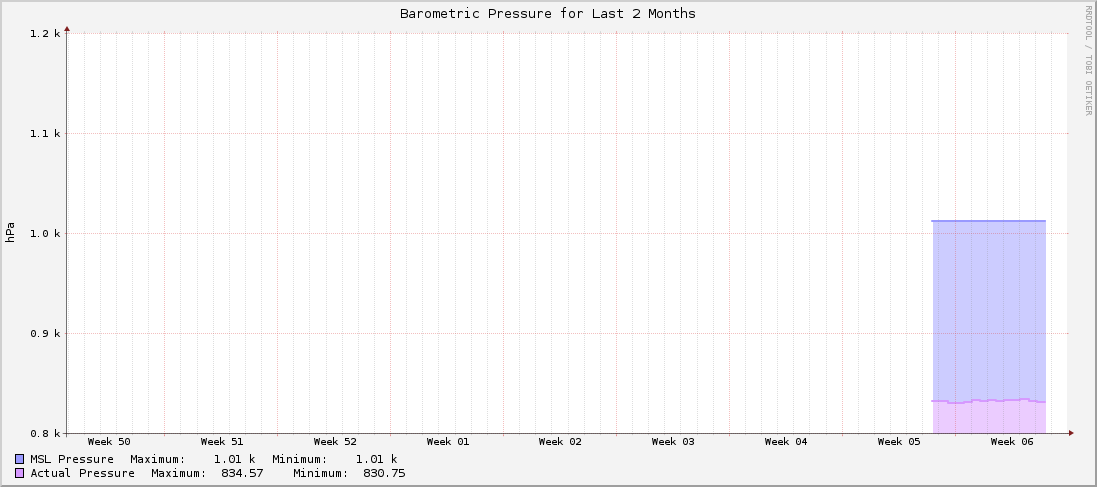 Barometric Pressure for Last 2 Months
RRDTOOL / TOBI OETIKER
hPa
1.2 k
1.1 k
1.0 k
0.9 k
0.8 k
Week 50 Week 51 Week 52 Week 01 Week 02 Week 03 Week 04 Week 05 Week 06
MSL Pressure Maximum: 1.01 k Minimum: 1.01 k
Actual Pressure Maximum: 834.57 Minimum: 830.75